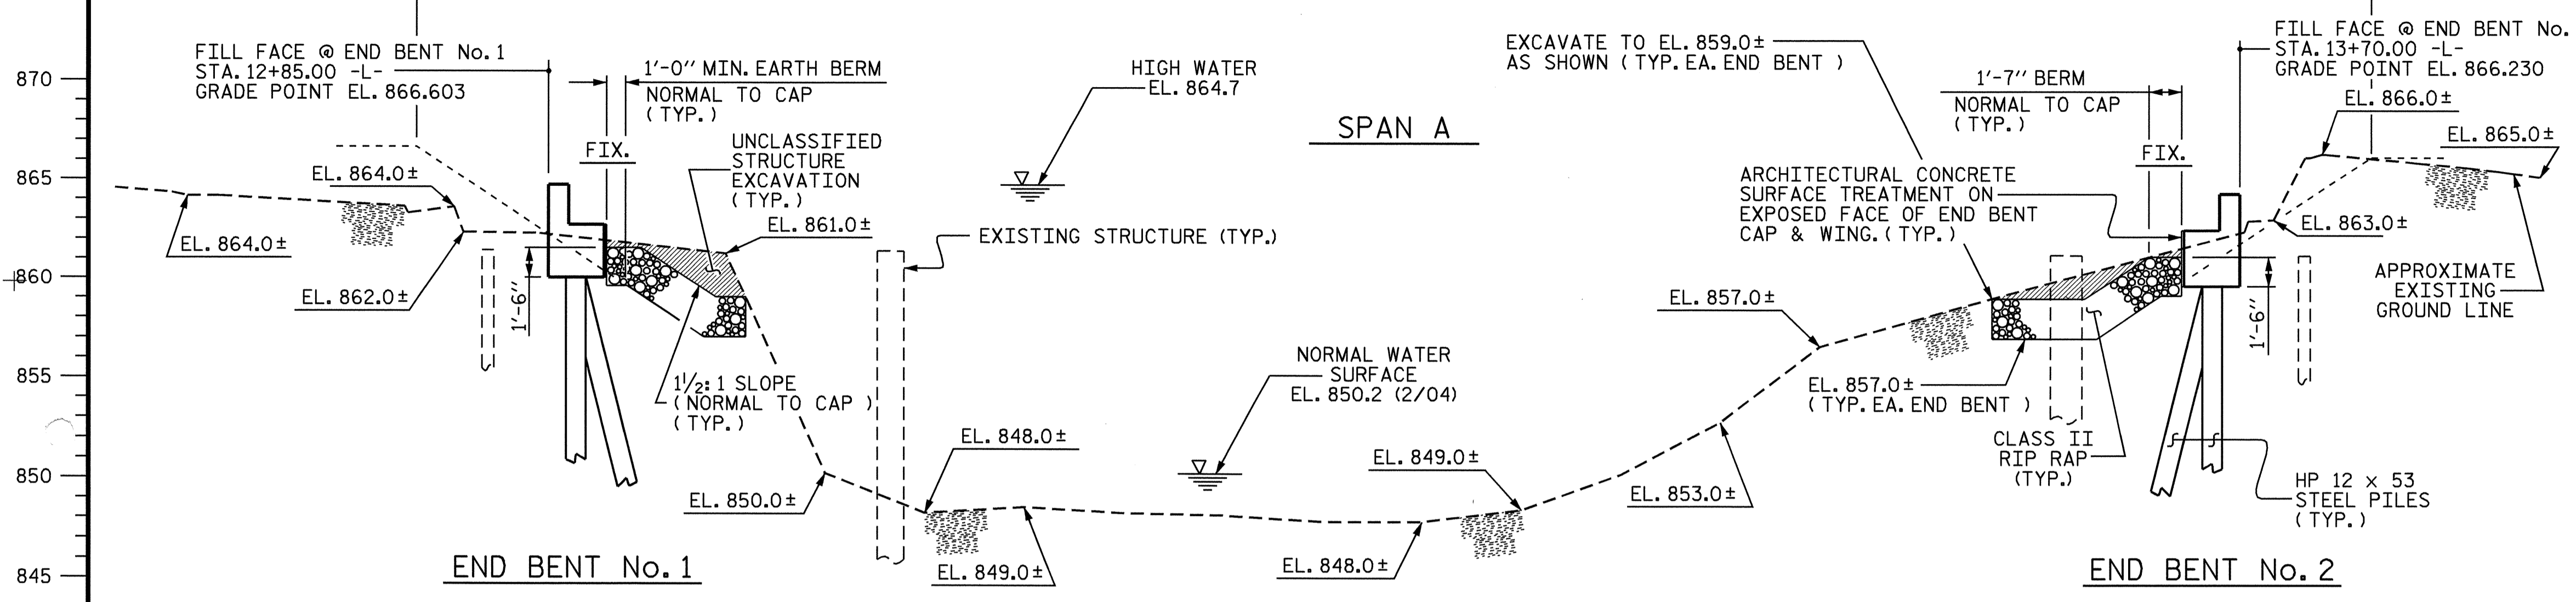 870
865
860
855
850
845
FILL FACE @ END BENT No. 1
STA. 12+85.00 -L-
GRADE POINT EL. 866.603
1'-0" MIN. EARTH BERM
NORMAL TO CAP
(TYP.)
FIX.
UNCLASSIFIED
STRUCTURE
EXCAVATION
(TYP.)
HIGH WATER
EL. 864.7
SPAN A
EXCAVATE TO EL. 859.0±
AS SHOWN (TYP. EA. END BENT )
1'-7" BERM
NORMAL TO CAP
(TYP.)
FIX.
FILL FACE @ END BENT No.
STA. 13+70.00 -L-
GRADE POINT EL. 866.230
EL. 866.0±
EL. 865.0±
EL. 864.0±
EL. 864.0±
EL. 862.0±
EL. 861.0±
EXISTING STRUCTURE (TYP.)
ARCHITECTURAL CONCRETE
SURFACE TREATMENT ON
EXPOSED FACE OF END BENT
CAP & WING. (TYP.)
EL. 863.0±
APPROXIMATE
EXISTING
GROUND LINE
1'-6"
1'-6"
1½: 1 SLOPE
( NORMAL TO CAP )
(TYP.)
NORMAL WATER
SURFACE
EL. 850.2 (2/04)
EL. 857.0±
EL. 857.0±
( TYP. EA. END BENT )
CLASS II
RIP RAP
(TYP.)
HP 12 x 53
STEEL PILES
(TYP.)
EL. 850.0±
EL. 848.0±
EL. 849.0±
EL. 849.0±
EL. 848.0±
EL. 853.0±
END BENT No. 1
END BENT No. 2